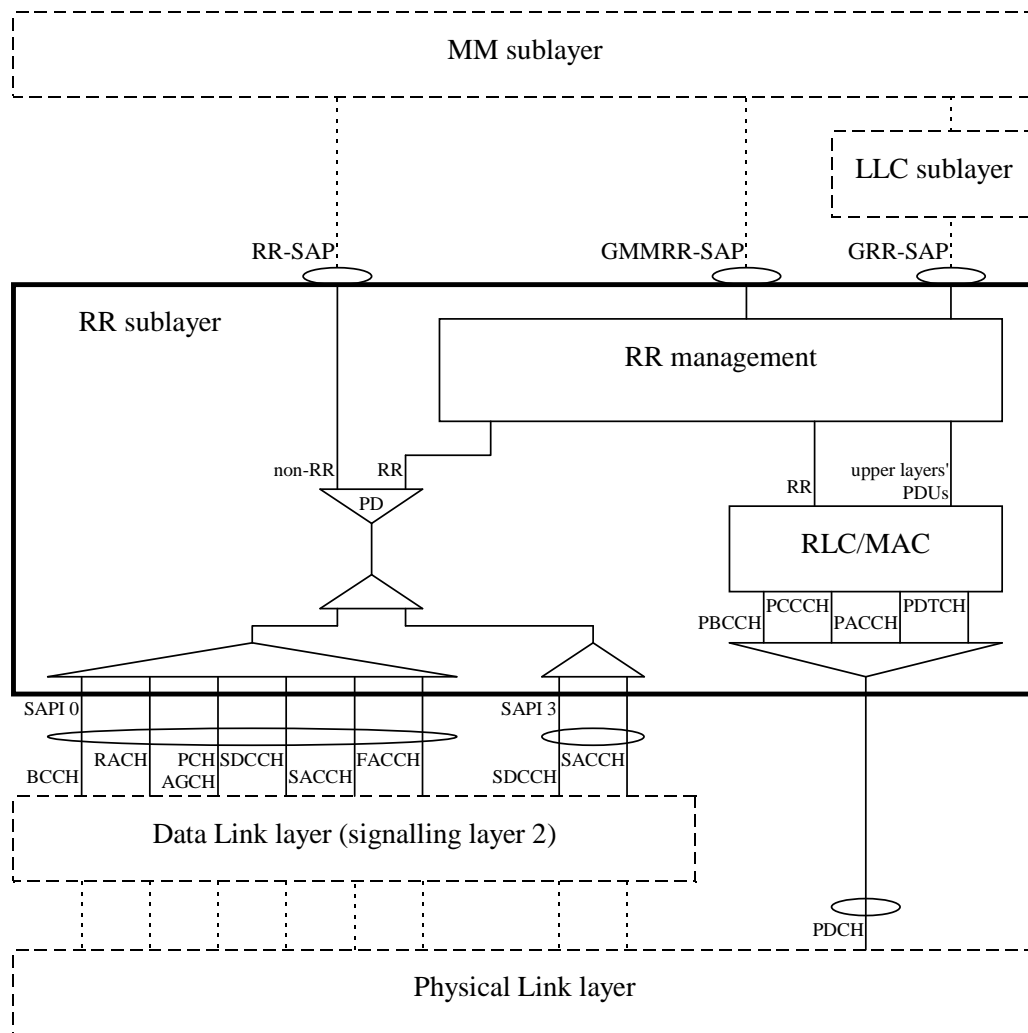 MM sublayer
LLC sublayer
RR-SAP
GMMRR-SAP
GRR-SAP
RR sublayer
RR management
non-RR
RR
PD
RR
upper layers'
PDUs
RLC/MAC
PBCCH
PCCCH
PACCH
PDTCH
SAPI 0
SAPI 3
BCCH
RACH
PCH
AGCH
SDCCH
SACCH
FACCH
SDCCH
SACCH
Data Link layer (signalling layer 2)
PDCH
Physical Link layer